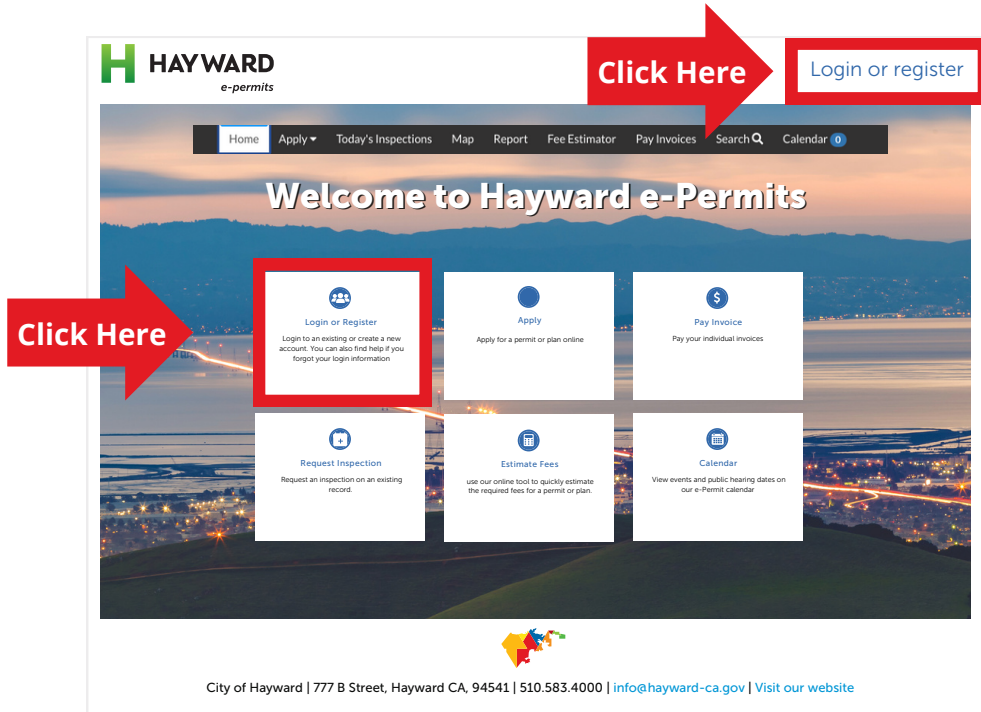 HAYWARD
e-permits
Click Here
Login or register
Home Apply Today's Inspections Map Report Fee Estimator Pay Invoices Search Calendar 0
Welcome to Hayward e-Permits
Click Here
Login or Register
Login to an existing or create a new
account. You can also find help if you
forgot your login information
Apply
Apply for a permit or plan online
Pay Invoice
Pay your individual invoices
Request Inspection
Request an inspection on an existing
record.
Estimate Fees
use our online tool to quickly estimate
the required fees for a permit or plan.
Calendar
View events and public hearing dates on
our e-Permit calendar
City of Hayward | 777 B Street, Hayward CA, 94541 | 510.583.4000 | info@hayward-ca.gov | Visit our website